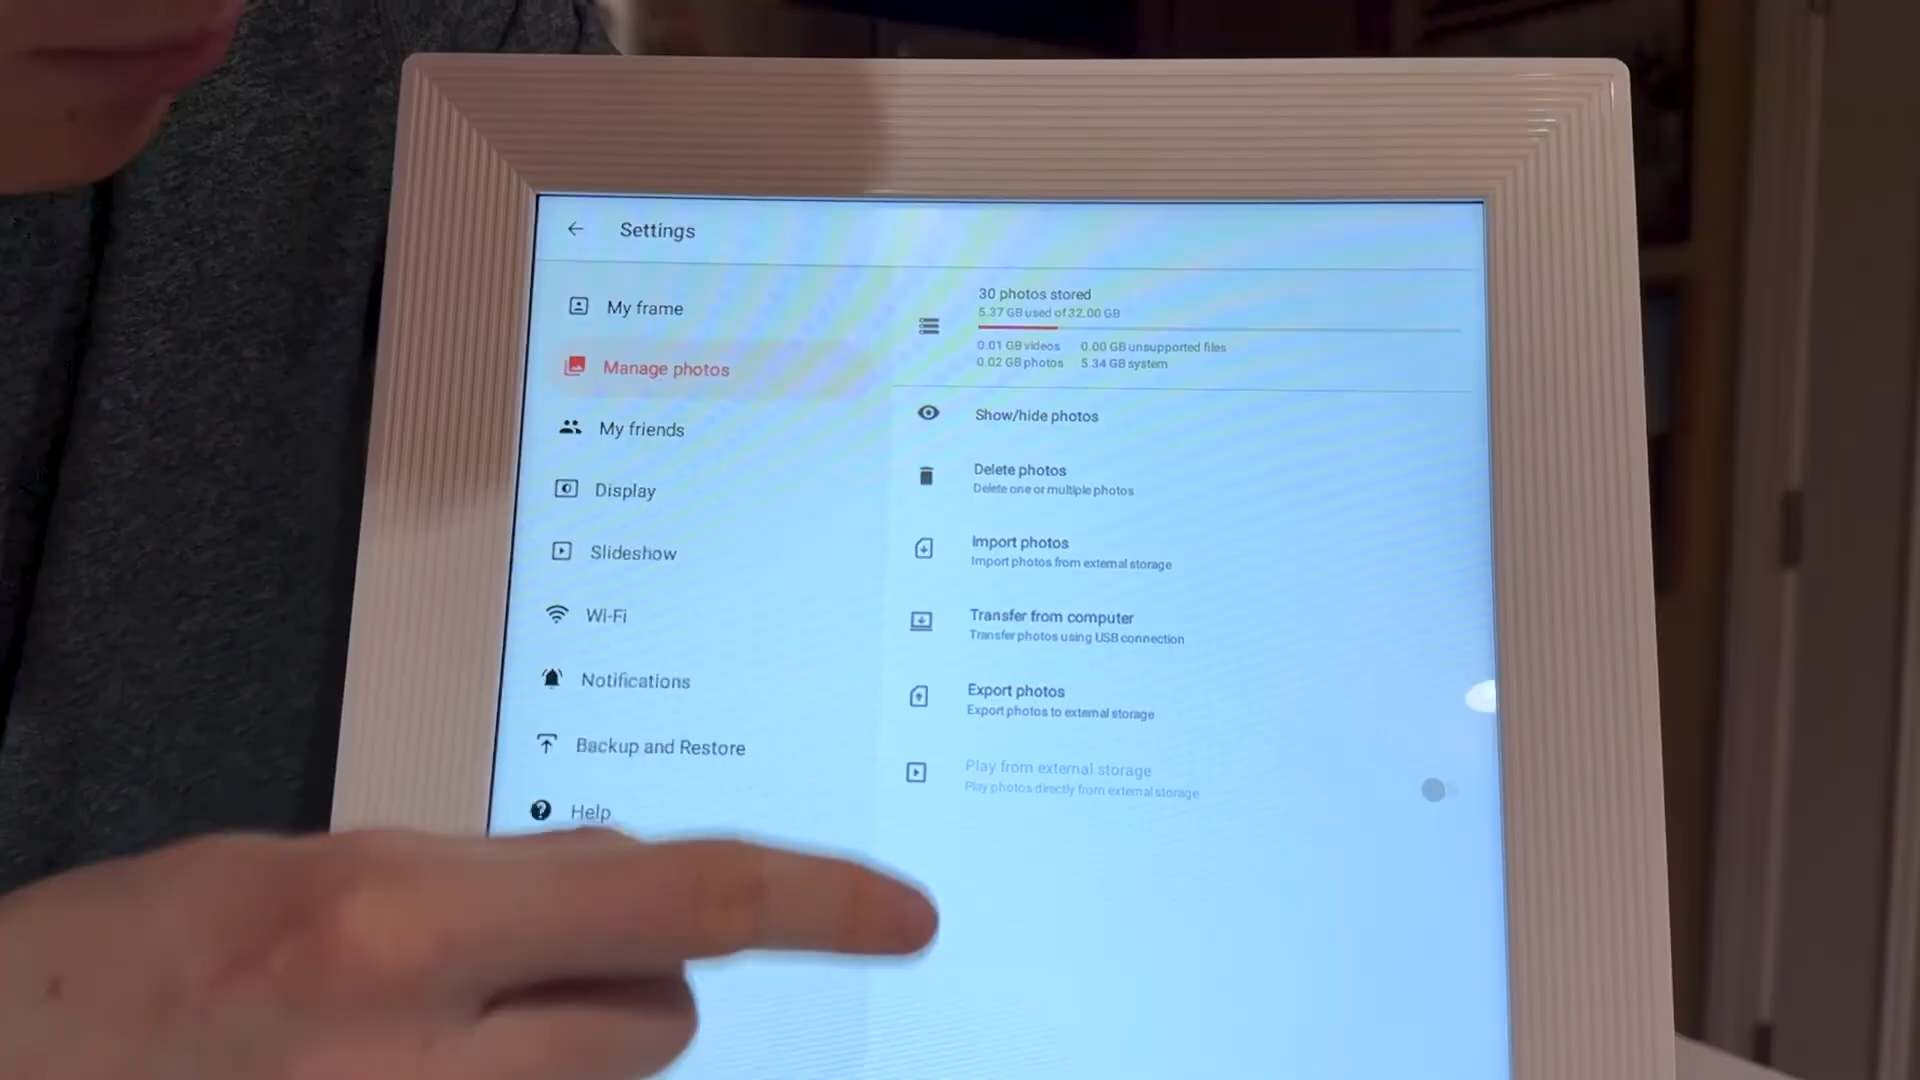 Settings
My frame
Manage photos
My friends
Display
Slideshow
Wi-Fi
Notifications
Backup and Restore
Help
30 photos stored
5.37 GB used of 32.00 GB
0.01 GB videos 0.00 GB unsupported files
0.02 GB photos 5.34 GB system
Show/hide photos
Delete photos
Delete one or multiple photos
Import photos
Import photos from external storage
Transfer from computer
Transfer photos using USB connection
Export photos
Export photos to external storage
Play from external storage
Play photos directly from external storage